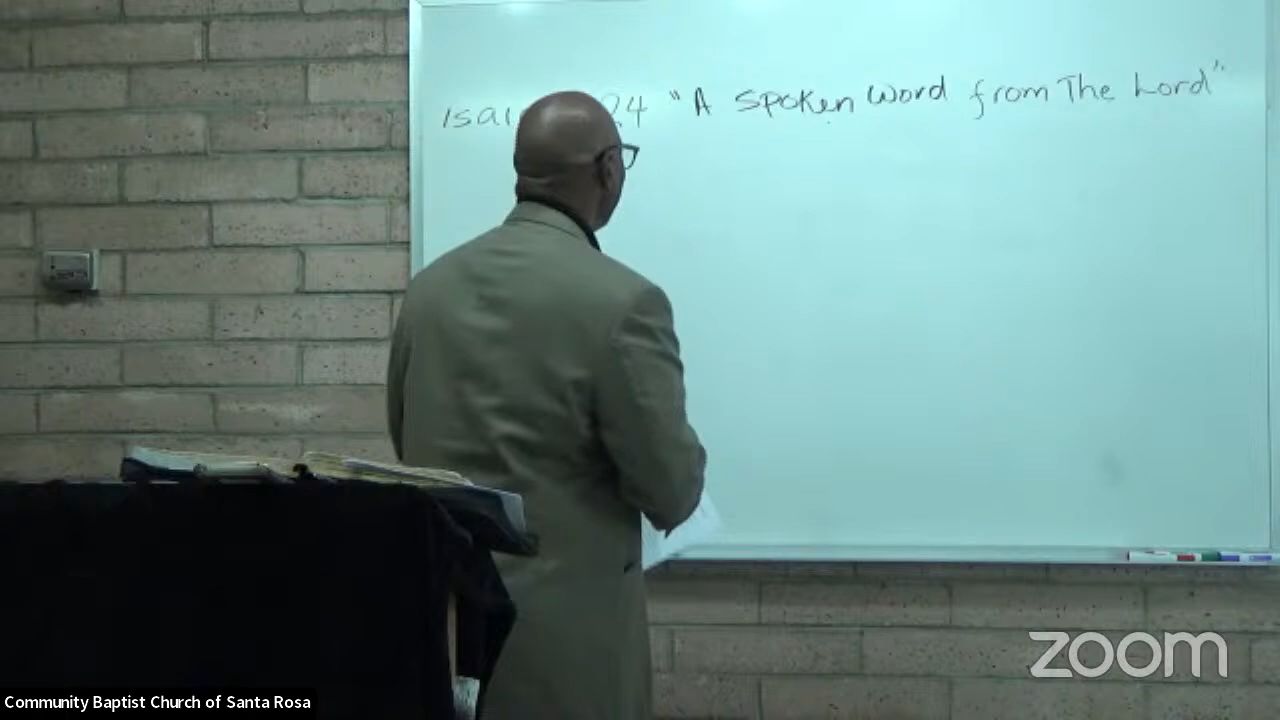 24 "A Spoken Word from The Lord"
zoom
Community Baptist Church of Santa Rosa